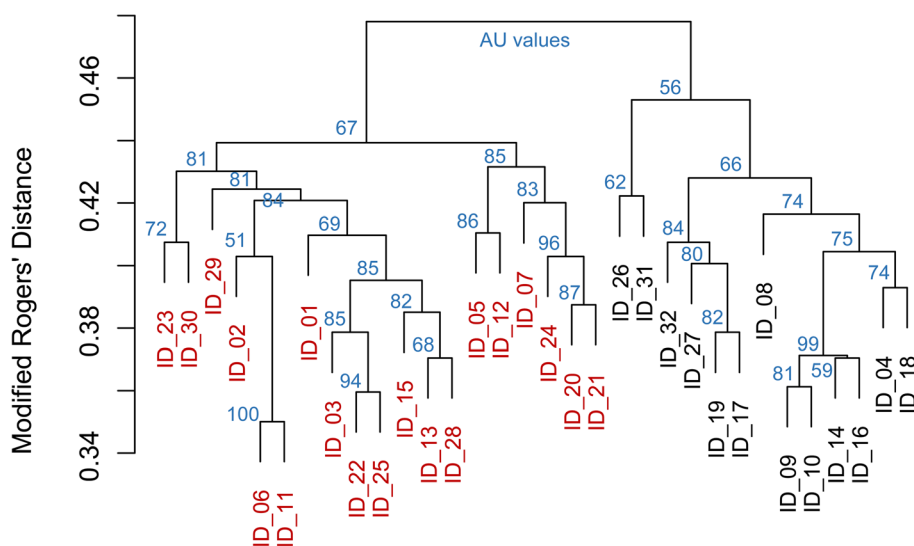 AU values
Modified Rogers' Distance
0.46
0.42
0.38
0.34
56
67
81
85
66
81
83
62
84
74
72
51
69
86
96
84
80
75
85
87
74
85
82
82
68
94
99
81
59
100
ID_23
ID_30
ID_29
ID_02
ID_06
ID_11
ID_01
ID_03
ID_22
ID_25
ID_15
ID_13
ID_28
ID_05
ID_12
ID_07
ID_24
ID_20
ID_21
ID_26
ID_31
ID_32
ID_27
ID_19
ID_17
ID_08
ID_09
ID_10
ID_14
ID_16
ID_04
ID_18